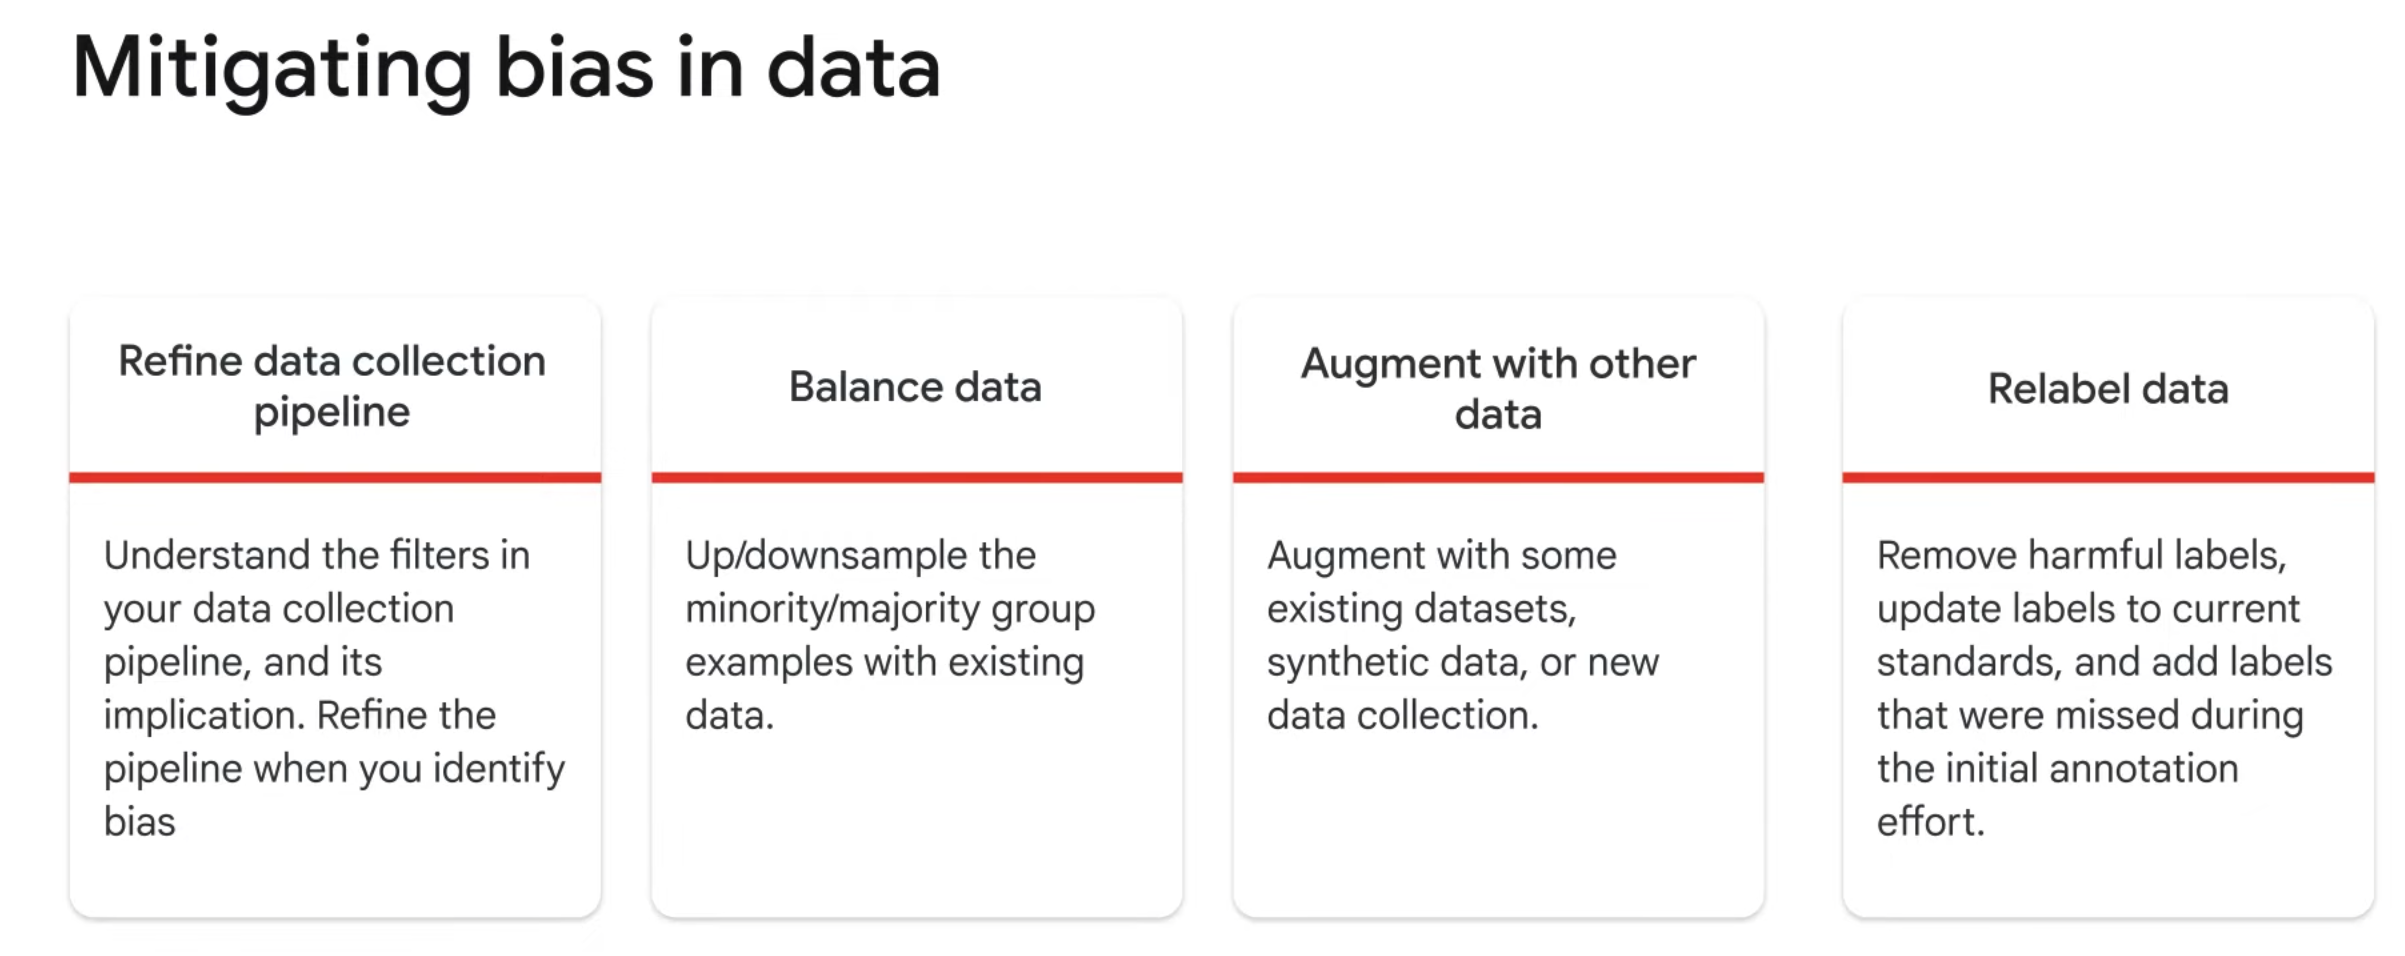 Mitigating bias in data
Refine data collection
pipeline
Understand the filters in
your data collection
pipeline, and its
implication. Refine the
pipeline when you identify
bias
Balance data
Up/downsample the
minority/majority group
examples with existing
data.
Augment with other
data
Augment with some
existing datasets,
synthetic data, or new
data collection.
Relabel data
Remove harmful labels,
update labels to current
standards, and add labels
that were missed during
the initial annotation
effort.